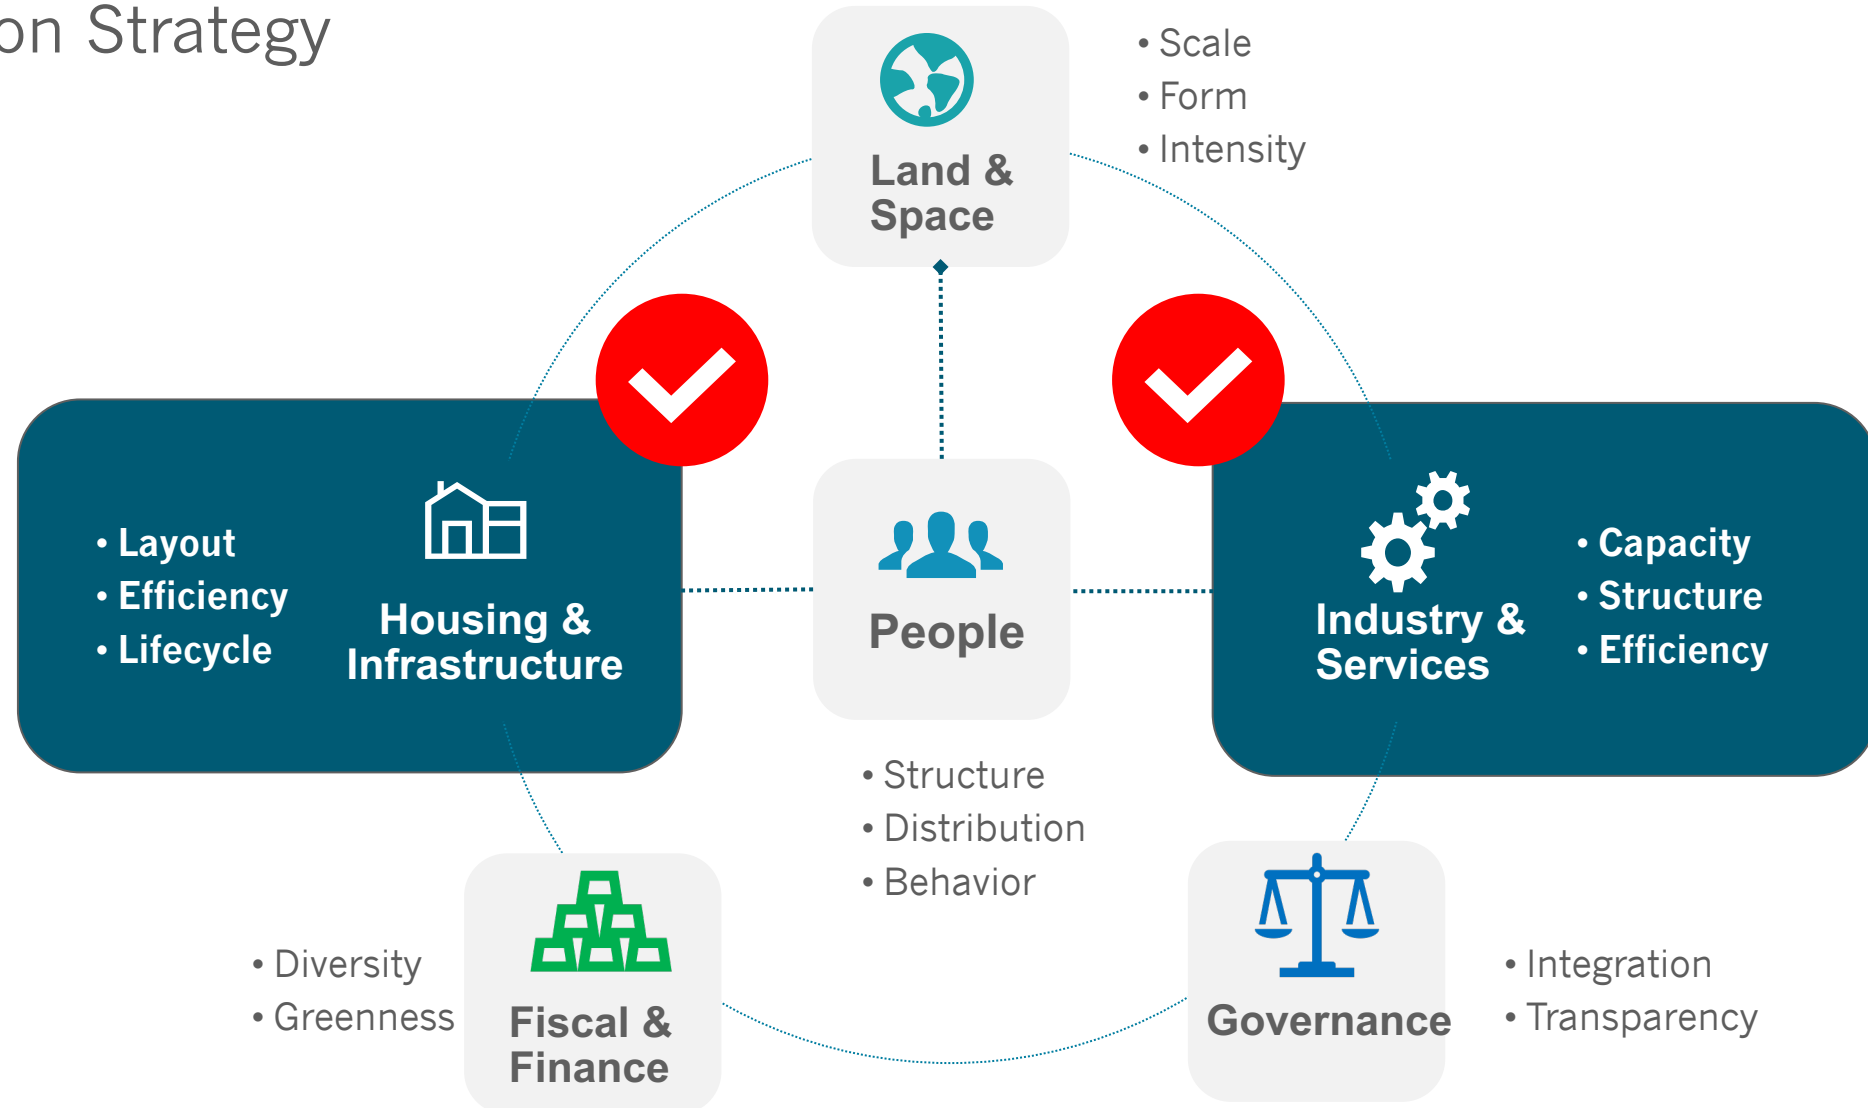 on Strategy
• Scale
• Form
• Intensity
Land &
Space
• Layout
• Efficiency
• Lifecycle
Housing &
Infrastructure
People
Industry &
Services
• Capacity
• Structure
• Efficiency
• Structure
• Distribution
• Behavior
• Diversity
• Greenness
Fiscal &
Finance
Governance
• Integration
• Transparency